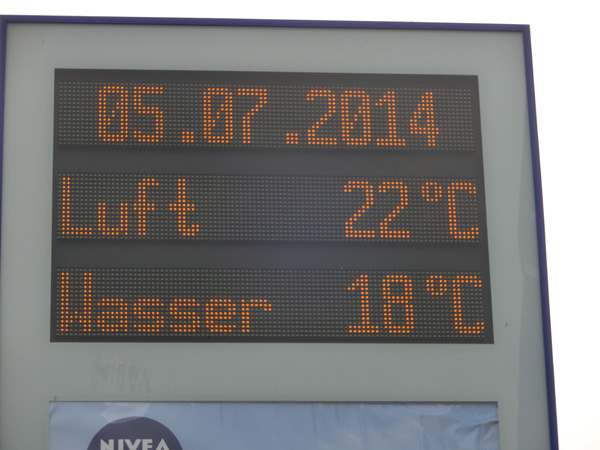 05.07.2014
Luft 22°C
Wasser 18°C
NIVEA